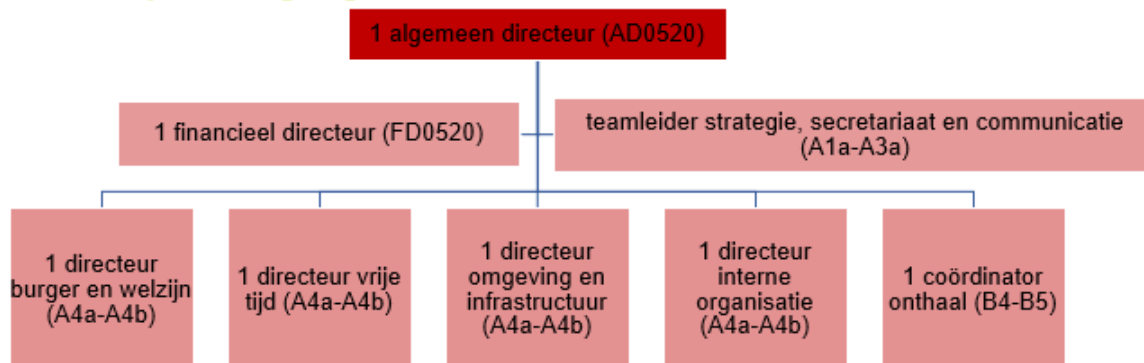 1 algemeen directeur (AD0520)
1 financieel directeur (FD0520)
teamleider strategie, secretariaat en communicatie
(A1a-A3a)
1 directeur
burger en welzijn
(A4a-A4b)
1 directeur vrije
tijd (A4a-A4b)
1 directeur
omgeving en
infrastructuur
(A4a-A4b)
1 directeur
interne
organisatie
(A4a-A4b)
1 coördinator
onthaal (B4-B5)